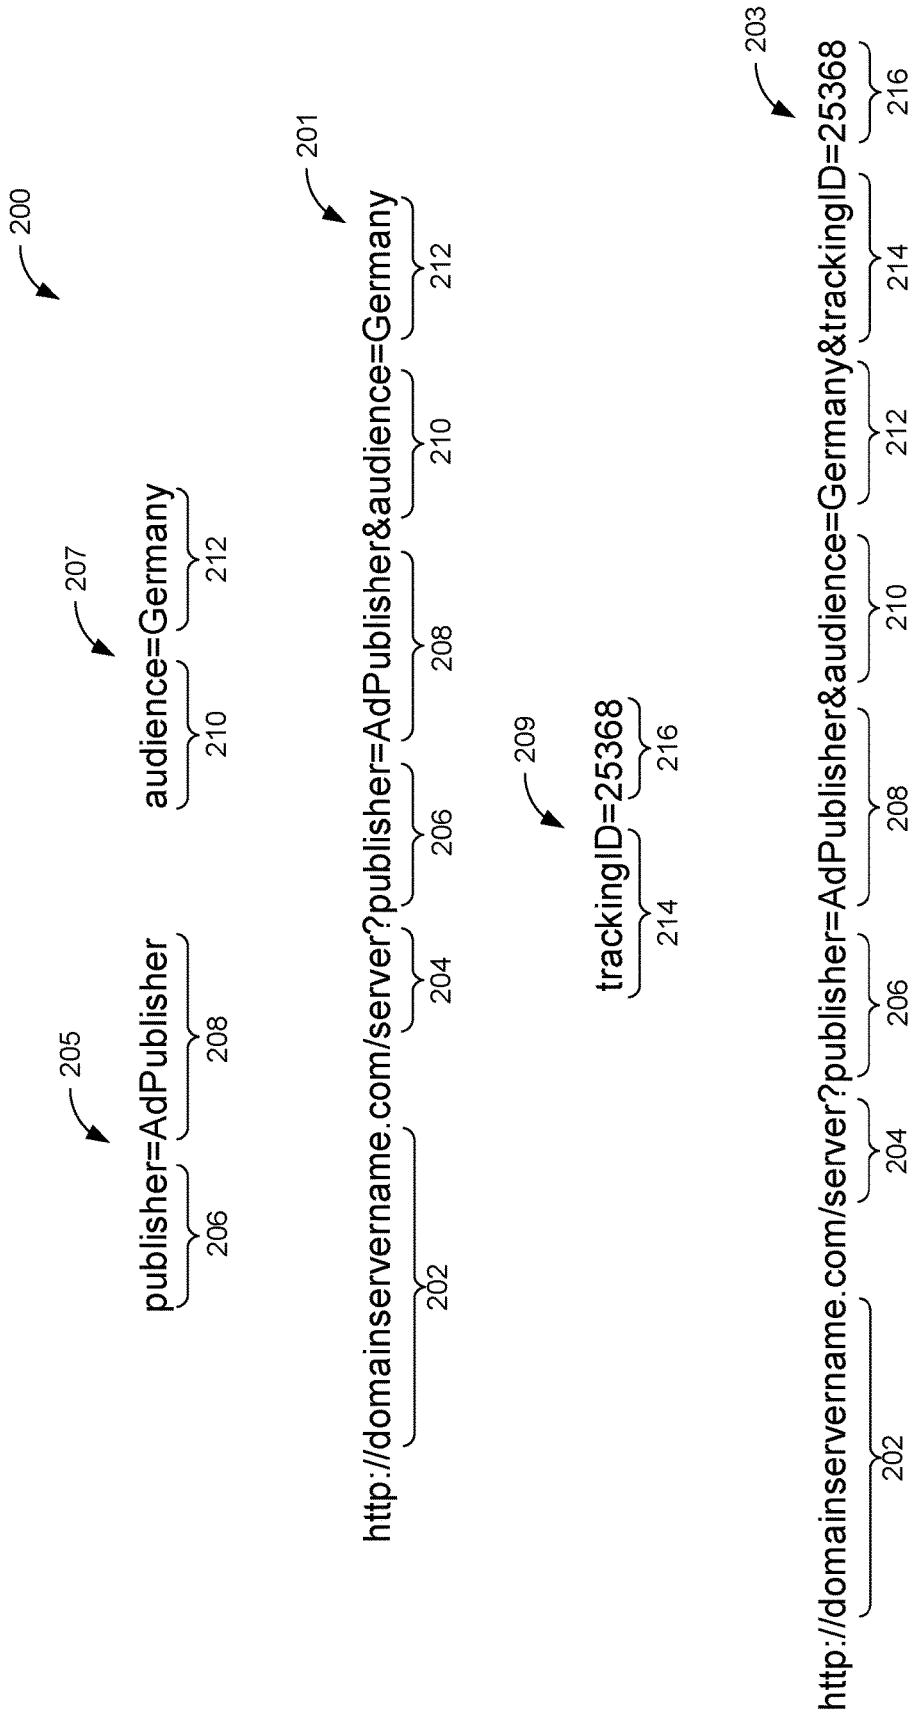 200
205
207
publisher=AdPublisher audience=Germany
206 208 210 212
201
http://domainservername.com/server?publisher=AdPublisher&audience=Germany
202 204 206 208 210 212
209
trackingID=25368
214 216
203
http://domainservername.com/server?publisher=AdPublisher&audience=Germany&trackingID=25368
202 204 206 208 210 212 214 216